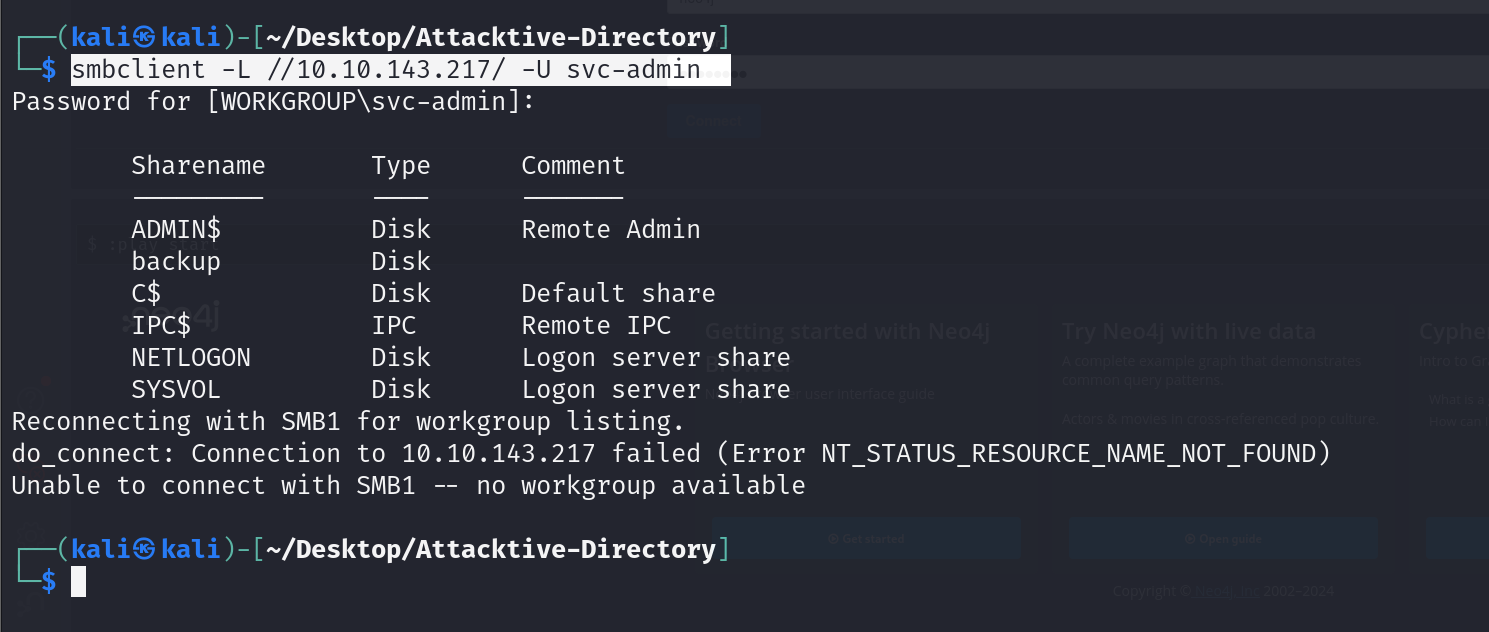 (kali㉿kali)-[~/Desktop/Attacktive-Directory]
$ smbclient -L //10.10.143.217/ -U svc-admin
Password for [WORKGROUP\svc-admin]:
Sharename Type Comment
--------- ---- -------
ADMIN$ Disk Remote Admin
backup Disk
C$ Disk Default share
IPC$ IPC Remote IPC
NETLOGON Disk Logon server share
SYSVOL Disk Logon server share
Reconnecting with SMB1 for workgroup listing.
do_connect: Connection to 10.10.143.217 failed (Error NT_STATUS_RESOURCE_NAME_NOT_FOUND)
Unable to connect with SMB1 -- no workgroup available
(kali㉿kali)-[~/Desktop/Attacktive-Directory]
$
$ :play start
neo4j
Getting started with Neo4j
Browser
user interface guide
Try Neo4j with live data
A complete example graph that demonstrates
common query patterns.
Actors & movies in cross-referenced pop culture.
Intro to
What is a
How can
Get started
Open guide
Copyright © Neo4j, Inc. 2002-2024